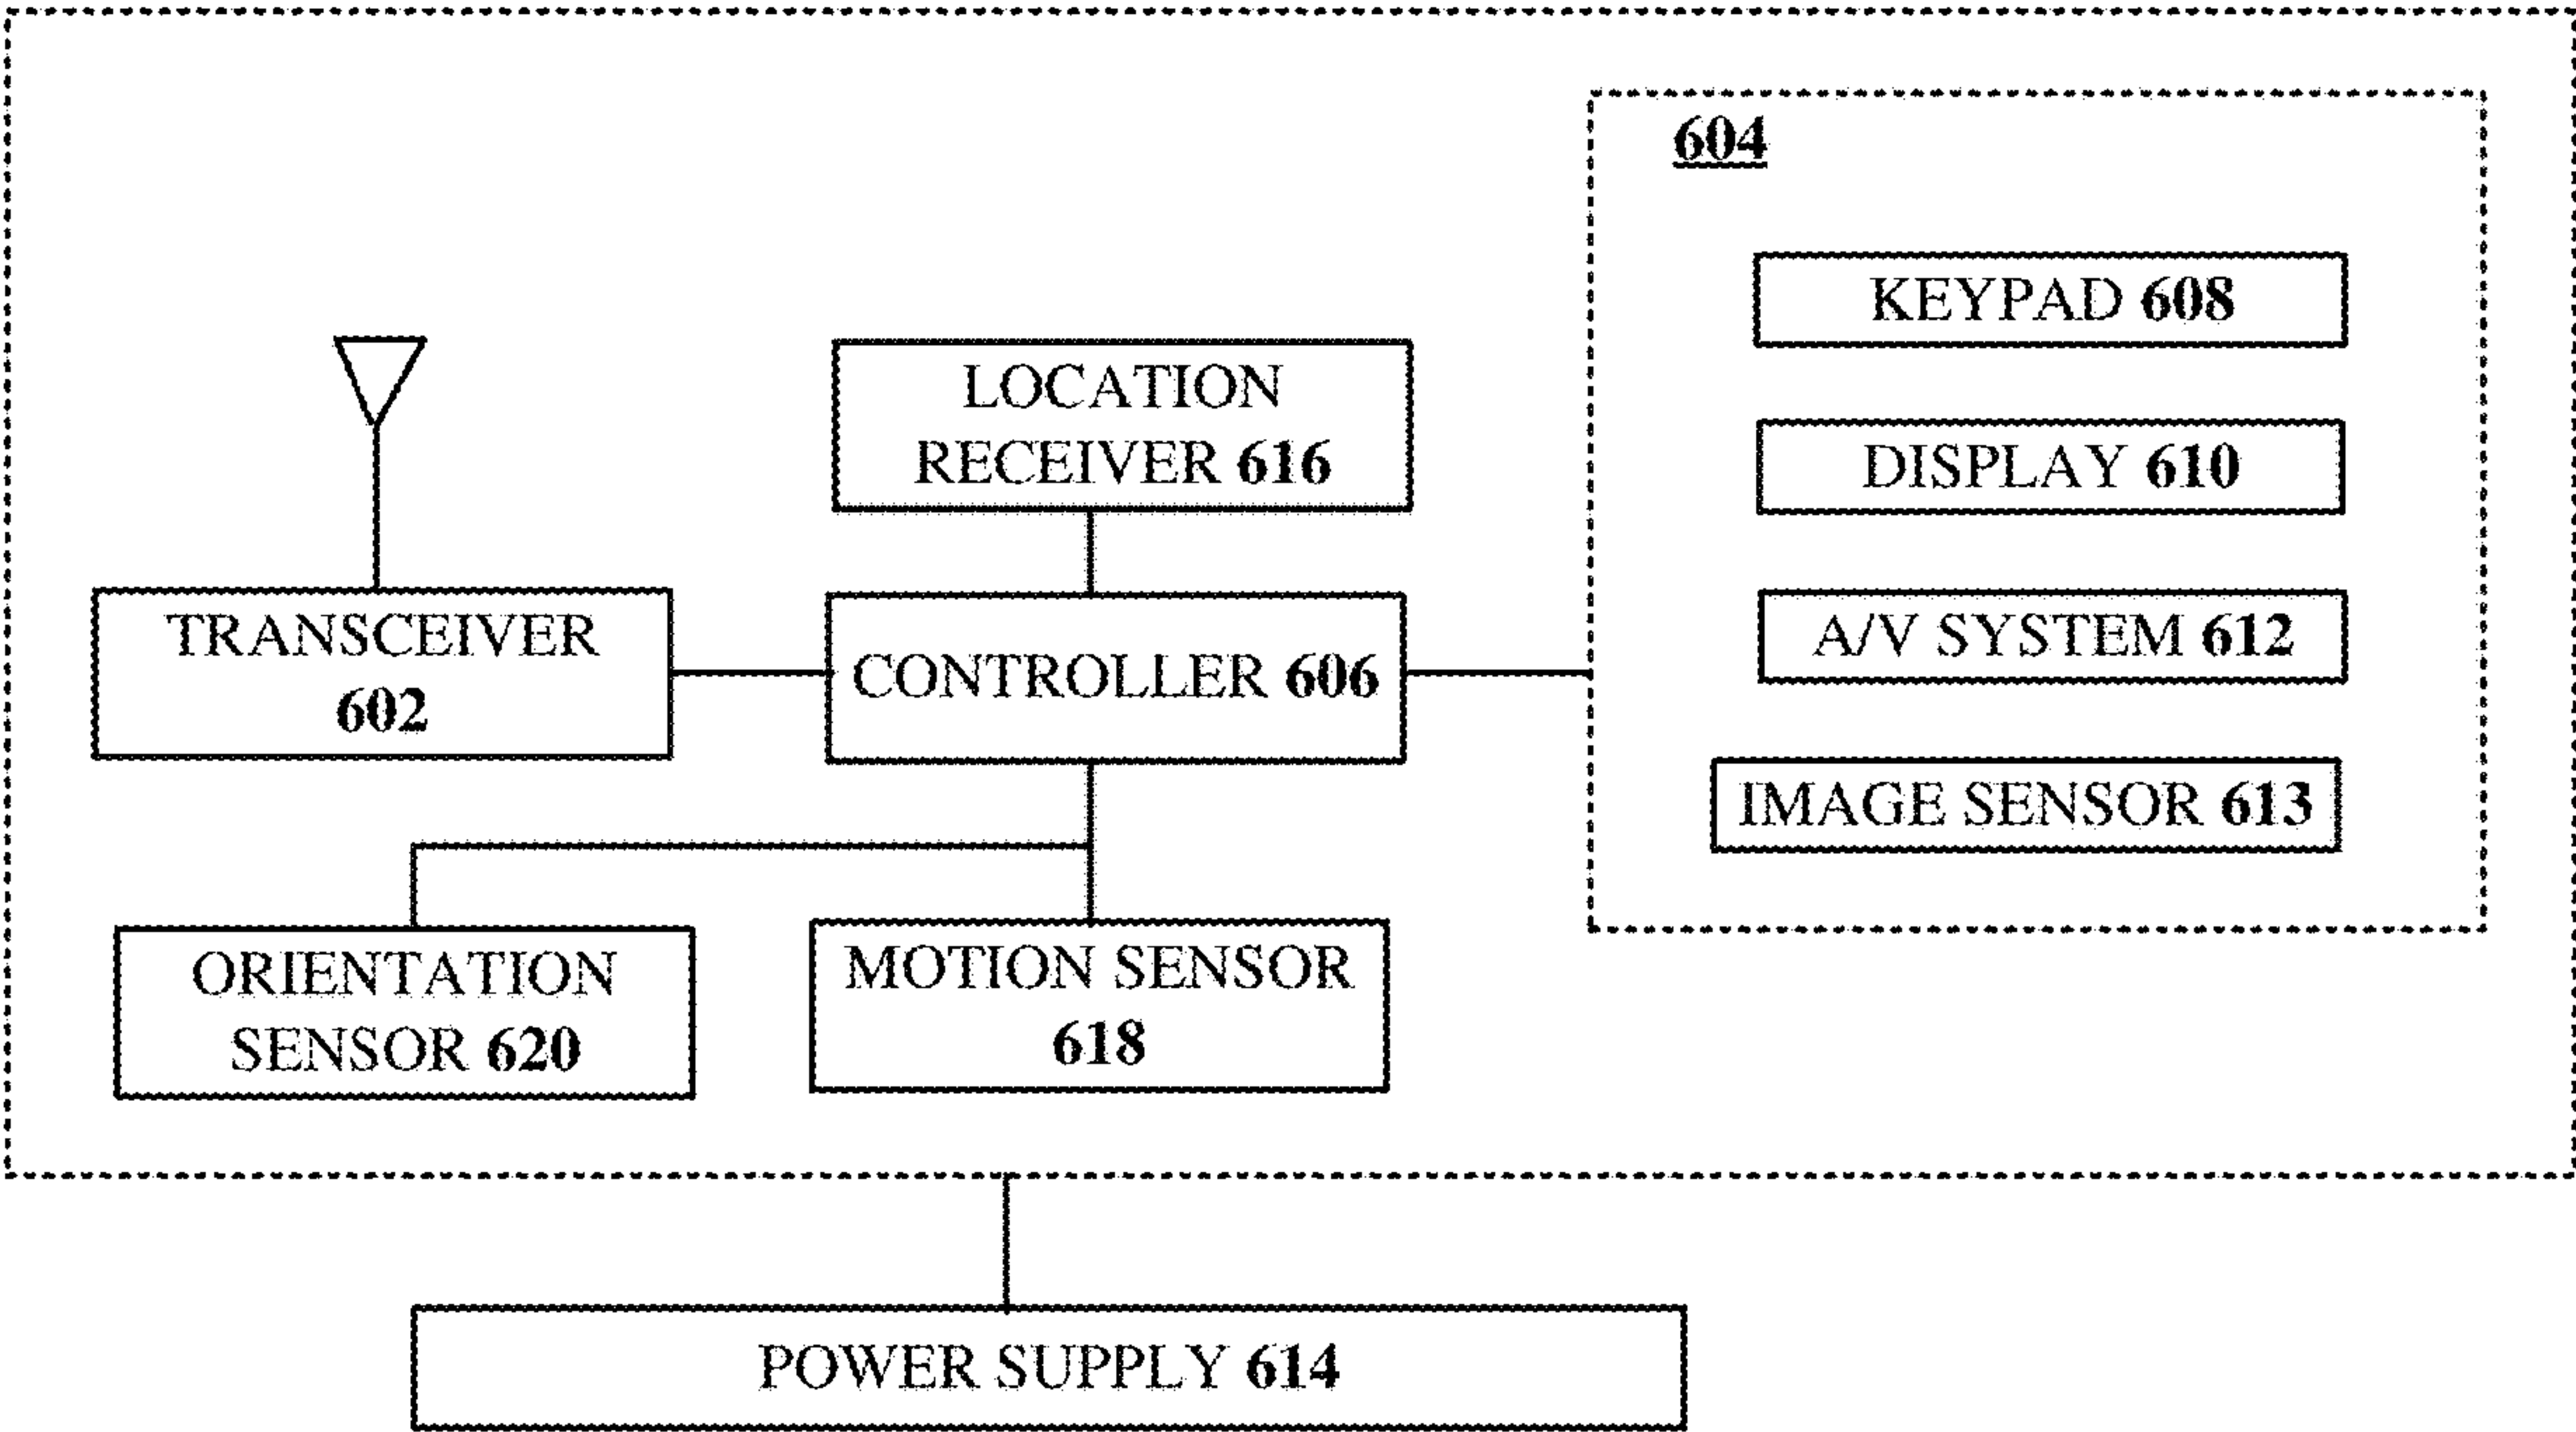 604
KEYPAD 608
LOCATION
RECEIVER 616
DISPLAY 610
TRANSCEIVER
602
CONTROLLER 606
A/V SYSTEM 612
IMAGE SENSOR 613
ORIENTATION
SENSOR 620
MOTION SENSOR
618
POWER SUPPLY 614